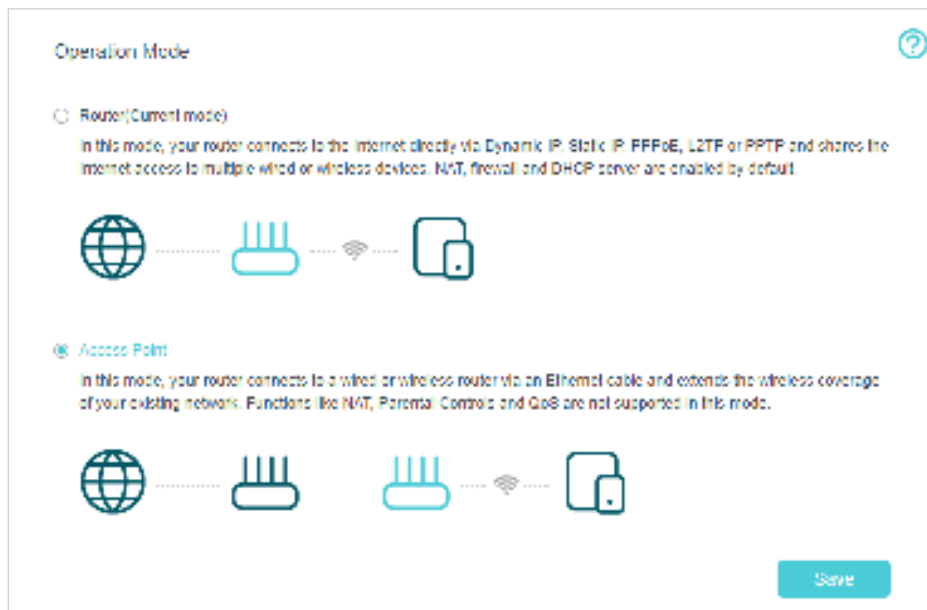 Operation Mode
Router(Current mode)
In this mode, your router connects to the Internet directly via Dynamic IP, Static IP, PPPoE, L2TP or PPTP and shares the
Internet access to multiple wired or wireless devices. NAT, firewall and DHCP server are enabled by default.
Access Point
In this mode, your router connects to a wired or wireless router via an Ethernet cable and extends the wireless coverage
of your existing network. Functions like NAT, Parental Controls and QoS are not supported in this mode.
Save